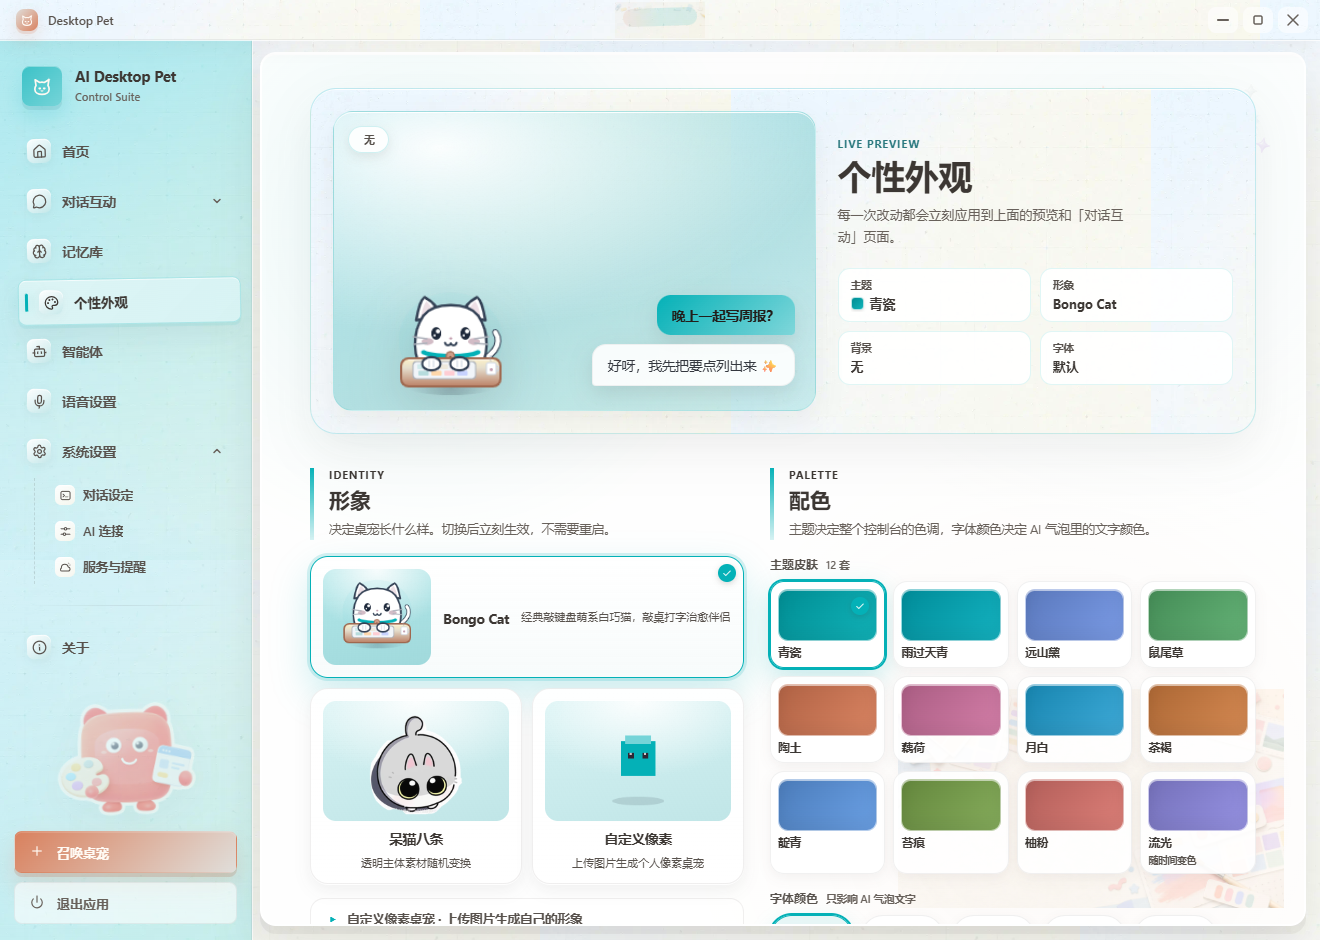 Desktop Pet
AI Desktop Pet
Control Suite
首页
对话互动
记忆库
个性外观
智能体
语音设置
系统设置
对话设定
AI 连接
服务与提醒
关于
召唤桌宠
退出应用
无
晚上一起写周报?
好呀，我先把要点列出来 ✨
LIVE PREVIEW
个性外观
每一次改动都会立刻应用到上面的预览和「对话互
动」页面。
主题
青瓷
形象
Bongo Cat
背景
无
字体
默认
IDENTITY
形象
决定桌宠长什么样。切换后立刻生效，不需要重启。
Bongo Cat
经典敲键盘萌系白巧猫，敲桌打字治愈伴侣
呆猫八条
透明主体素材随机变换
自定义像素
上传图片生成个人像素桌宠
自定义像素桌宠 · 上传图片生成自己的形象
PALETTE
配色
主题决定整个控制台的色调，字体颜色决定 AI 气泡里的文字颜色。
主题皮肤 12 套
青瓷
雨过天青
远山黛
鼠尾草
陶土
藕荷
月白
茶褐
靛青
苔痕
柚粉
流光
随时间变色
字体颜色 只影响 AI 气泡文字